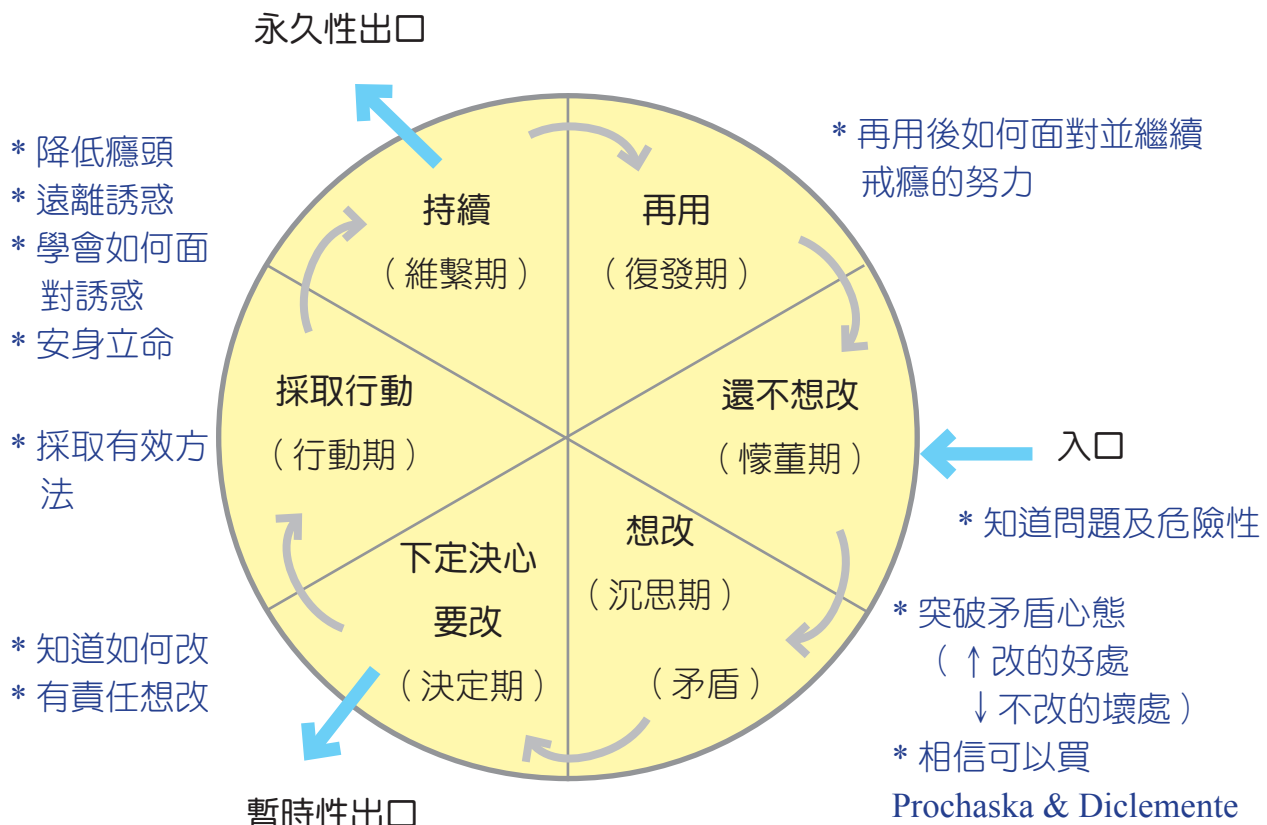 永久性出口
* 降低癮頭
* 遠離誘惑
* 學會如何面
對誘惑
* 安身立命
* 採取有效方
法
* 知道如何改
* 有責任想改
持續
（維繫期）
再用
（復發期）
採取行動
（行動期）
還不想改
（懞董期）
下定決心
要改
（決定期）
想改
（沉思期）
（矛盾）
暫時性出口
* 再用後如何面對並繼續
戒癮的努力
入口
* 知道問題及危險性
* 突破矛盾心態
（↑改的好處
↓不改的壞處）
* 相信可以買
Prochaska & Diclemente